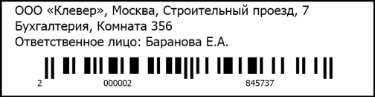 ООО «Клевер», Москва, Строительный проезд, 7
Бухгалтерия, Комната 356
Ответственное лицо: Баранова Е.А.
2 000002 845737